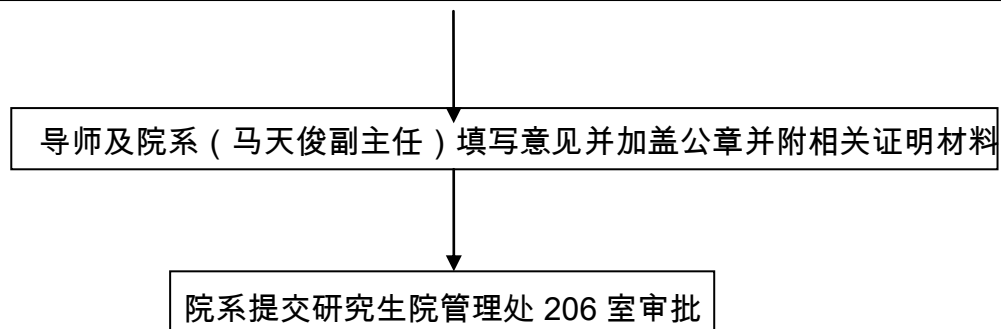 导师及院系（马天俊副主任）填写意见并加盖公章并附相关证明材料
院系提交研究生院管理处 206 室审批